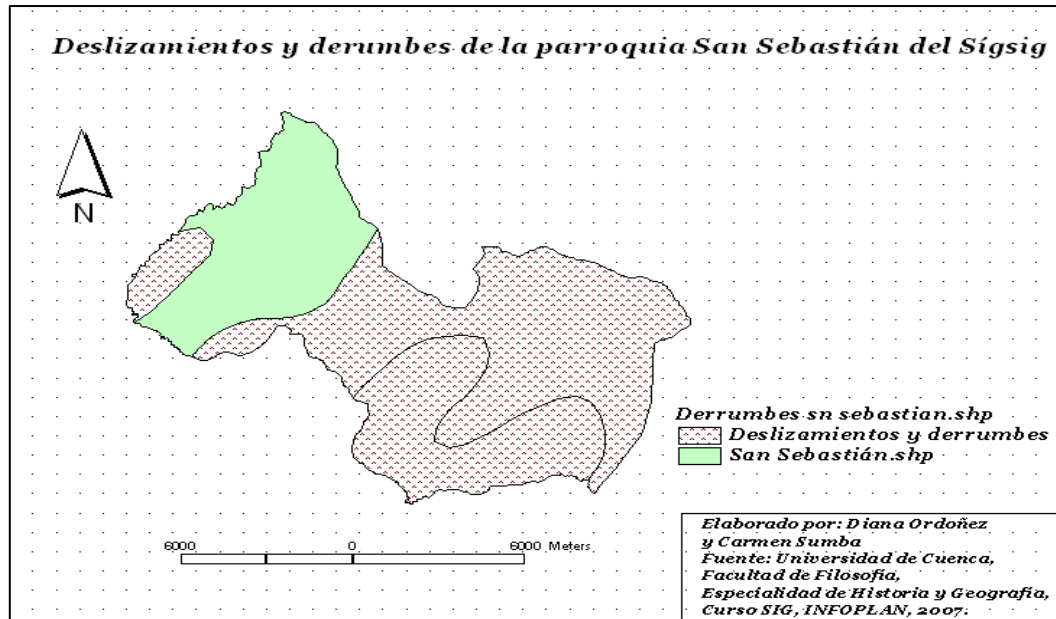 Deslizamientos y derumbes de la parroquia San Sebastián del Sígsig
N
Derrumbes sn sebastian.shp
Deslizamientos y derrumbes
San Sebastián.shp
6000 0 6000 Meters
Elaborado por: Diana Ordoñez
y Carmen Sumba
Fuente: Universidad de Cuenca,
Facultad de Filosofía,
Especialidad de Historia y Geografía,
Curso SIG, INFOPLAN, 2007.